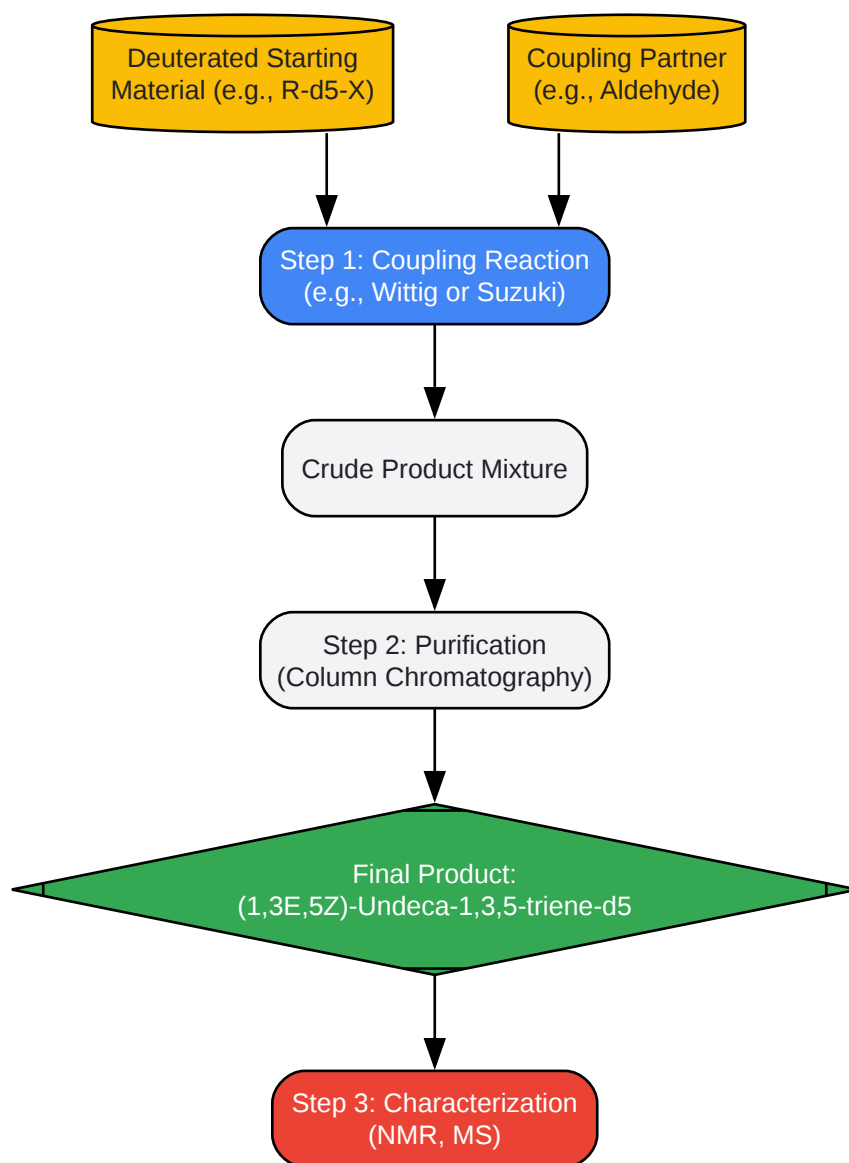 Deuterated Starting
Material (e.g., R-d5-X)
Coupling Partner
(e.g., Aldehyde)
Step 1: Coupling Reaction
(e.g., Wittig or Suzuki)
Crude Product Mixture
Step 2: Purification
(Column Chromatography)
Final Product:
(1,3E,5Z)-Undeca-1,3,5-triene-d5
Step 3: Characterization
(NMR, MS)